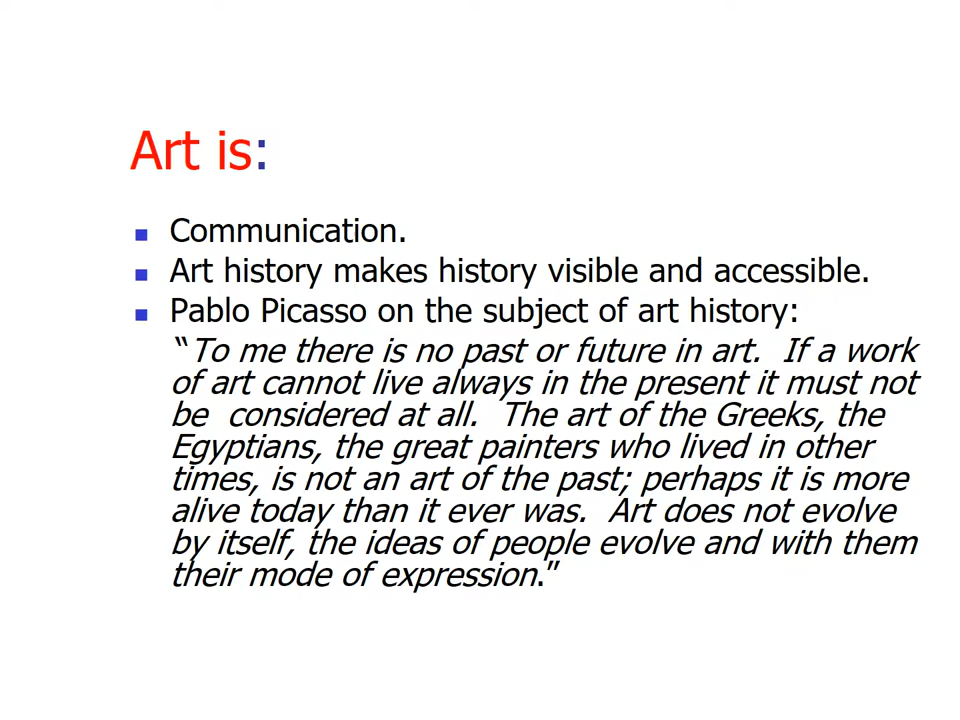 Art is:
Communication.
Art history makes history visible and accessible.
Pablo Picasso on the subject of art history:
“To me there is no past or future in art.  If a work
of art cannot live always in the present it must not
be  considered at all.  The art of the Greeks, the
Egyptians, the great painters who lived in other
times, is not an art of the past; perhaps it is more
alive today than it ever was.  Art does not evolve
by itself, the ideas of people evolve and with them
their mode of expression.”